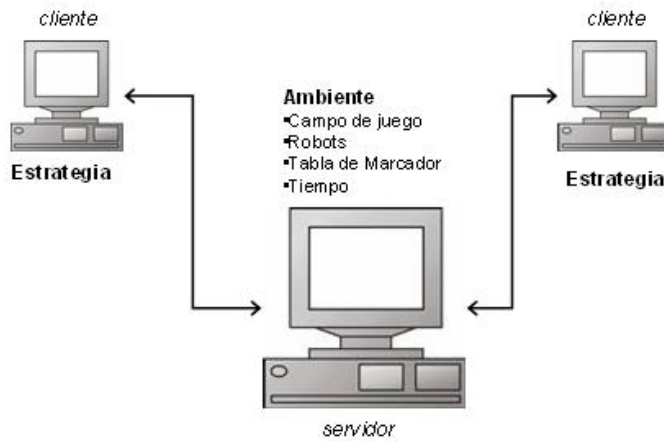 cliente
cliente
Ambiente
▪Campo de juego
▪Robots
▪Tabla de Marcador
▪Tiempo
Estrategia
Estrategia
servidor